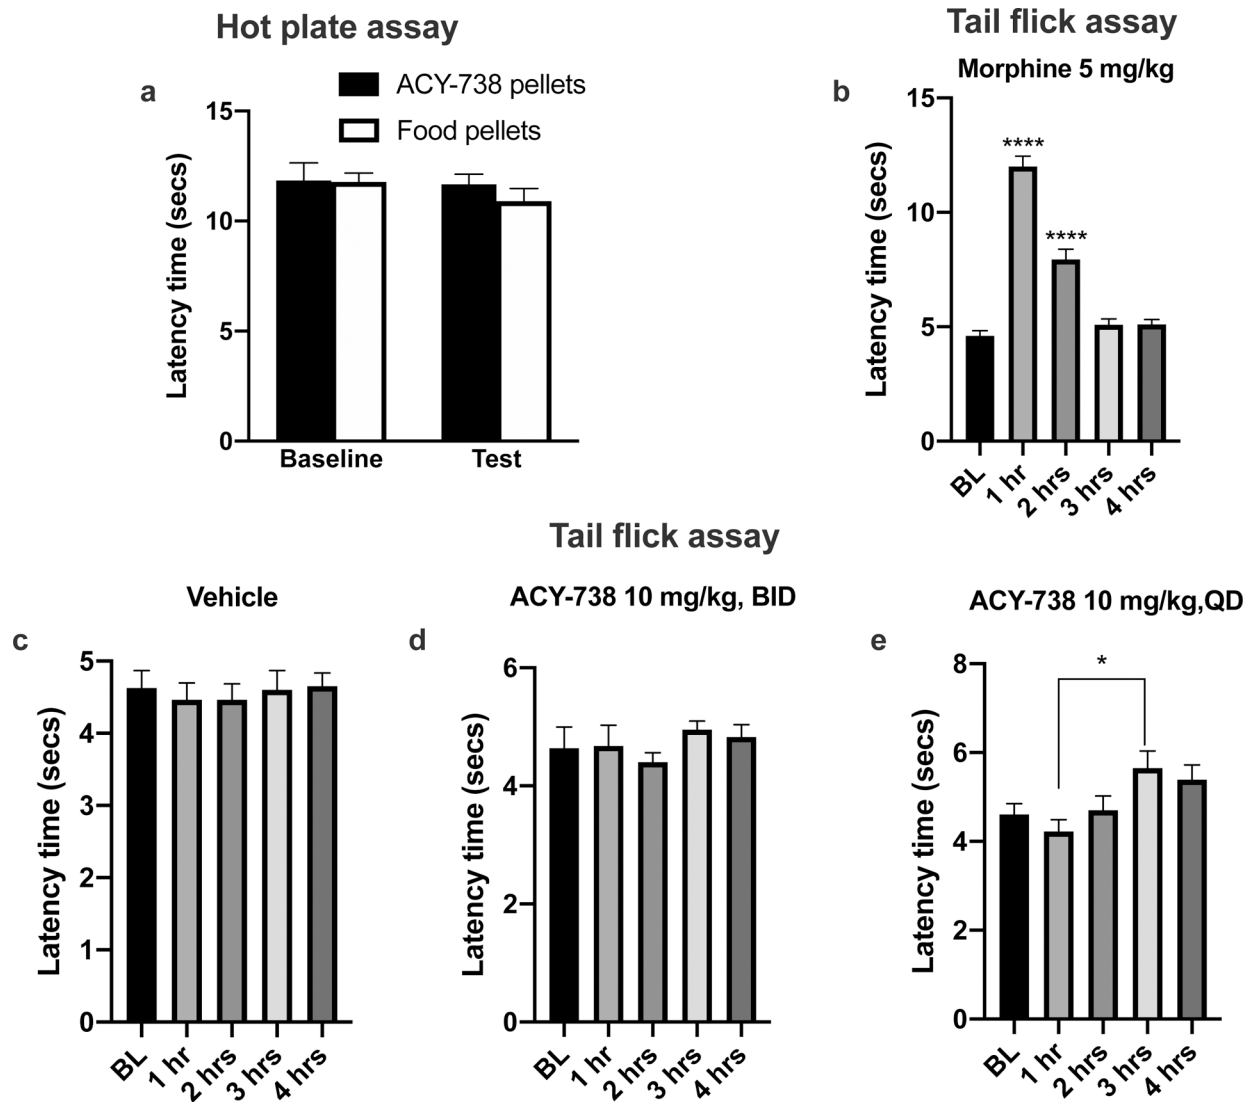 Hot plate assay
Tail flick assay
a
ACY-738 pellets
Food pellets
Latency time (secs)
15
10
5
0
Baseline
Test
b
Morphine 5 mg/kg
Latency time (secs)
15
10
5
0
****
****
BL
1 hr
2 hrs
3 hrs
4 hrs
Tail flick assay
c
Vehicle
Latency time (secs)
5
4
3
2
1
0
BL
1 hr
2 hrs
3 hrs
4 hrs
d
ACY-738 10 mg/kg, BID
Latency time (secs)
6
4
2
0
BL
1 hr
2 hrs
3 hrs
4 hrs
e
ACY-738 10 mg/kg,QD
Latency time (secs)
8
6
4
2
0
*
BL
1 hr
2 hrs
3 hrs
4 hrs